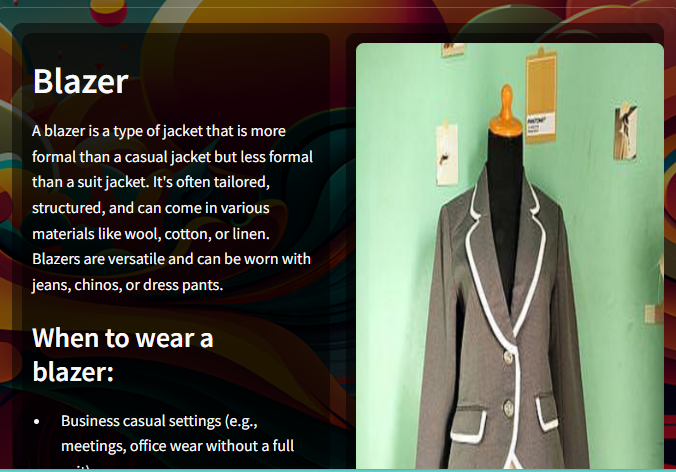 Blazer
A blazer is a type of jacket that is more
formal than a casual jacket but less formal
than a suit jacket. It's often tailored,
structured, and can come in various
materials like wool, cotton, or linen.
Blazers are versatile and can be worn with
jeans, chinos, or dress pants.
When to wear a
blazer:
• Business casual settings (e.g.,
meetings, office wear without a full
PANTONE